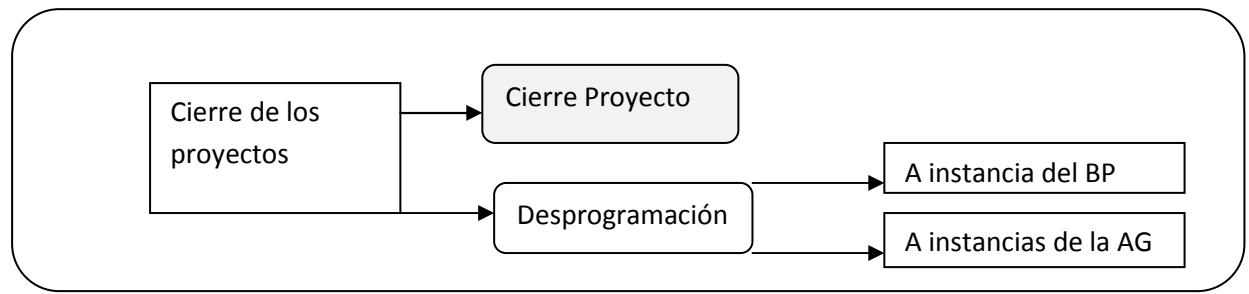 Cierre de los
proyectos
Cierre Proyecto
Desprogramación
A instancia del BP
A instancias de la AG